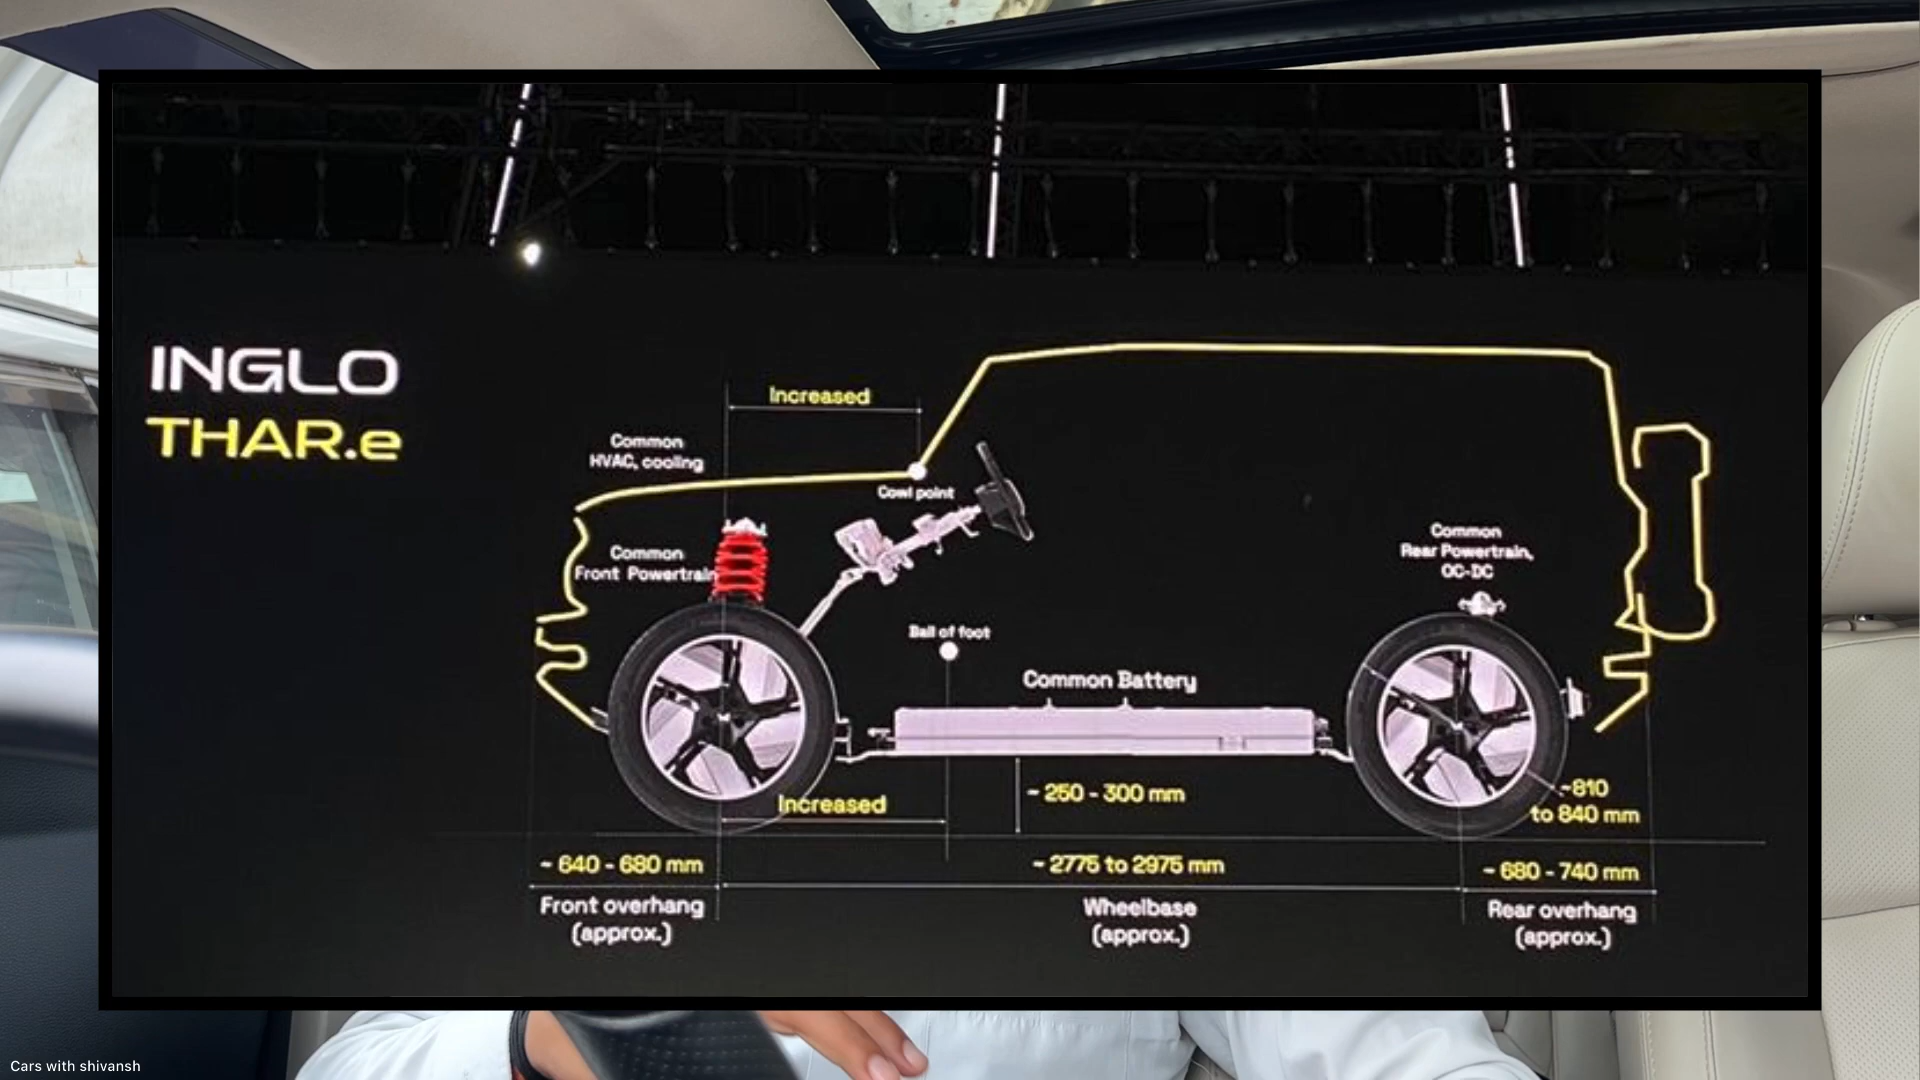 INGLO
THAR.e
Increased
Common
HVAC, cooling
Cowl point
Common
Front Powertrain
Common
Rear Powertrain,
OC-DC
Ball of foot
Common Battery
~ 250 - 300 mm
Increased
~810
to 840 mm
~ 640 - 680 mm
~ 2775 to 2975 mm
~ 680 - 740 mm
Front overhang
(approx.)
Wheelbase
(approx.)
Rear overhang
(approx.)
Cars with shivansh